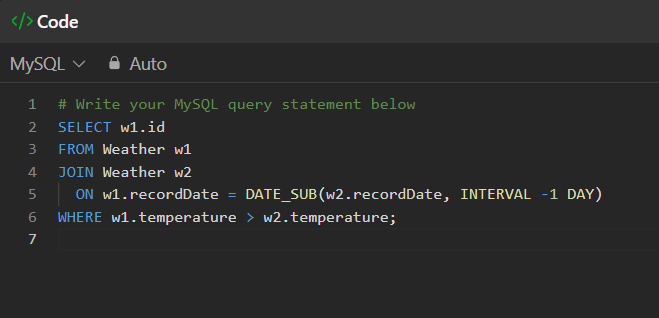 </> Code
MySQL Auto
1 # Write your MySQL query statement below
2 SELECT w1.id
3 FROM Weather w1
4 JOIN Weather w2
5 ON w1.recordDate = DATE_SUB(w2.recordDate, INTERVAL -1 DAY)
6 WHERE w1.temperature > w2.temperature;
7